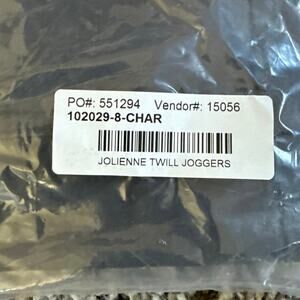 PO#: 551294 Vendor#: 15056
102029-8-CHAR
JOLIENNE TWILL JOGGERS